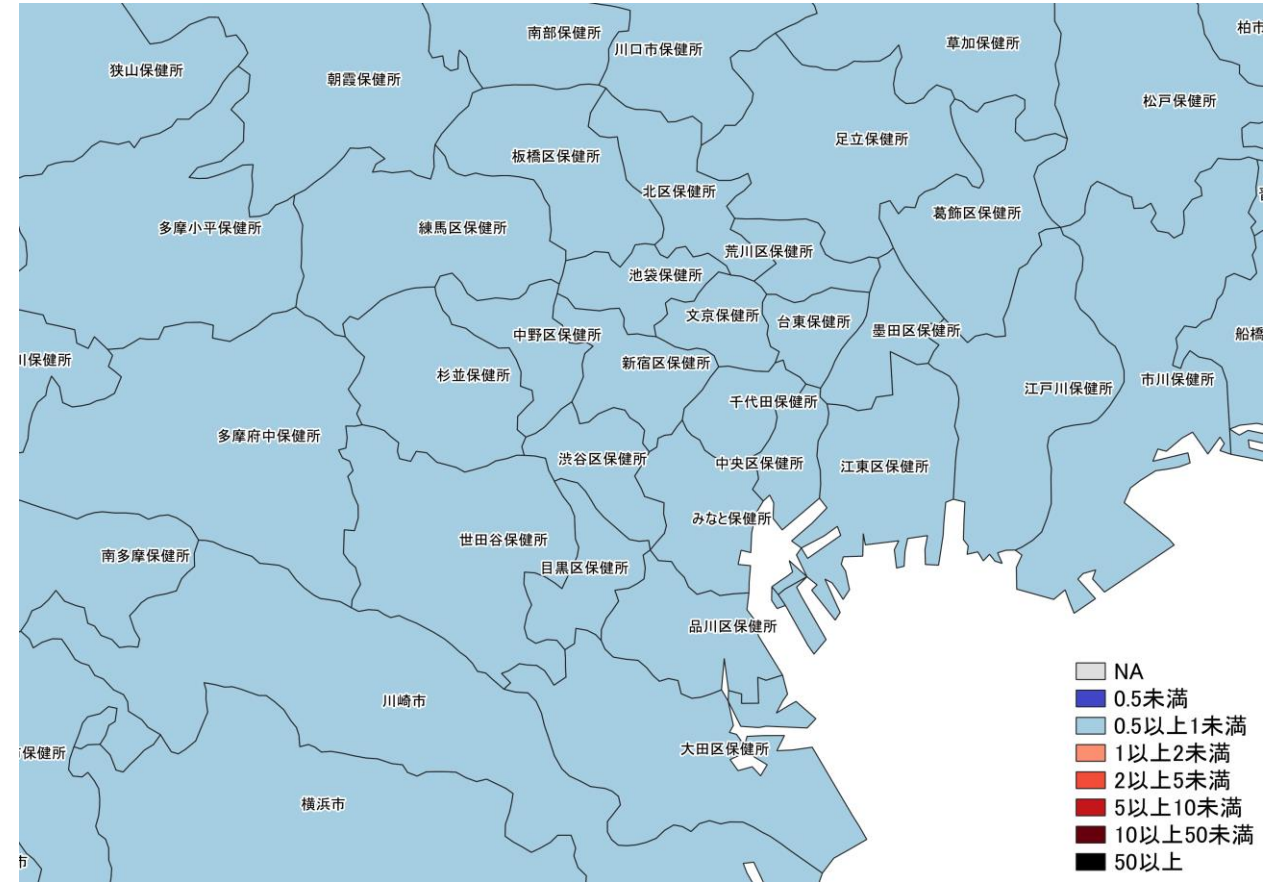 南部保健所
川口市保健所
草加保健所
柏市
狭山保健所
朝霞保健所
松戸保健所
足立保健所
板橋区保健所
北区保健所
葛飾区保健所
多摩小平保健所
練馬区保健所
荒川区保健所
池袋保健所
文京保健所
台東保健所
墨田区保健所
中野区保健所
船橋
川保健所
新宿区保健所
杉並保健所
市川保健所
江戸川保健所
千代田保健所
多摩府中保健所
渋谷区保健所
中央区保健所
江東区保健所
みなと保健所
世田谷保健所
南多摩保健所
目黒区保健所
品川区保健所
川崎市
大田区保健所
保健所
横浜市
市
NA
0.5未満
0.5以上1未満
1以上2未満
2以上5未満
5以上10未満
10以上50未満
50以上